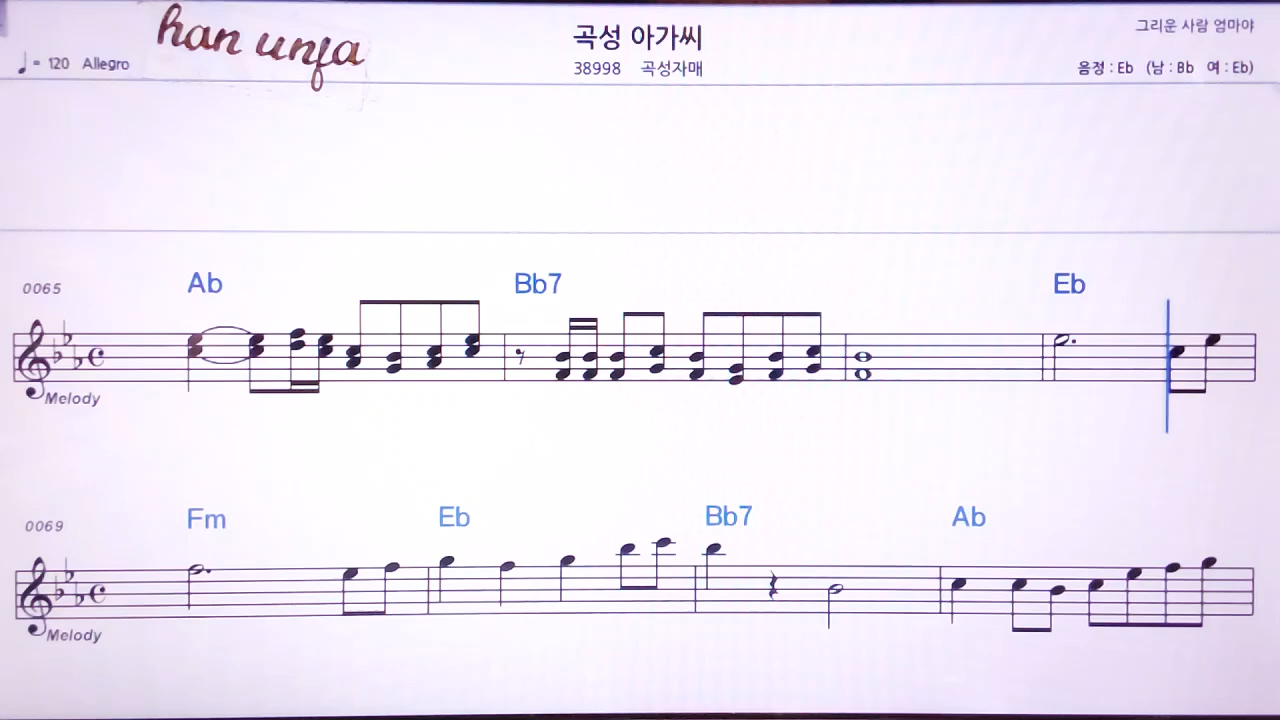 han unfa
곡성 아가씨
그리운 사람 엄마야
♩= 120 Allegro
38998 곡성자매
음정 : Eb (남 : Bb 여 : Eb)
0065 Ab Bb7 Eb
Melody
0069 Fm Eb Bb7 Ab
Melody